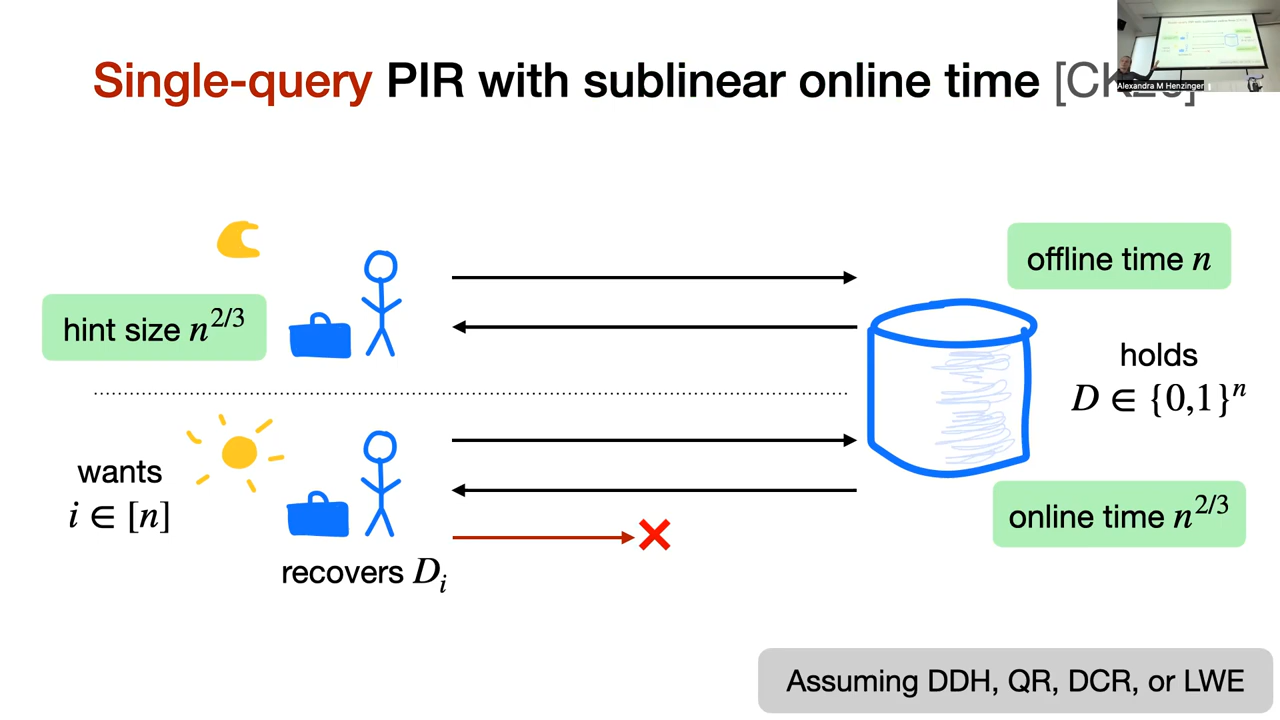 Single-query PIR with sublinear online time
Alexandra M Henzinger
offline time n
hint size n^{2/3}
holds
D ∈ {0,1}^n
wants
i ∈ [n]
online time n^{2/3}
recovers D_i
Assuming DDH, QR, DCR, or LWE